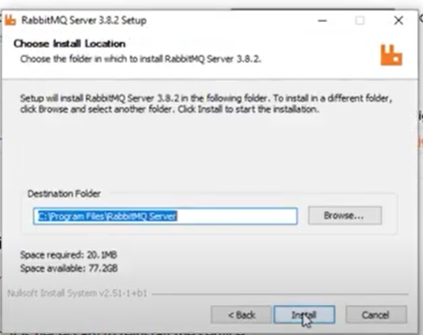 RabbitMQ Server 3.8.2 Setup
Choose Install Location
Choose the folder in which to install RabbitMQ Server 3.8.2.
Setup will install RabbitMQ Server 3.8.2 in the following folder. To install in a different folder,
click Browse and select another folder. Click Install to start the installation.
Destination Folder
C:\Program Files\RabbitMQ Server
Browse...
Space required: 20.1MB
Space available: 77.2GB
Nullsoft Install System v2.51-1+b1
< Back
Install
Cancel